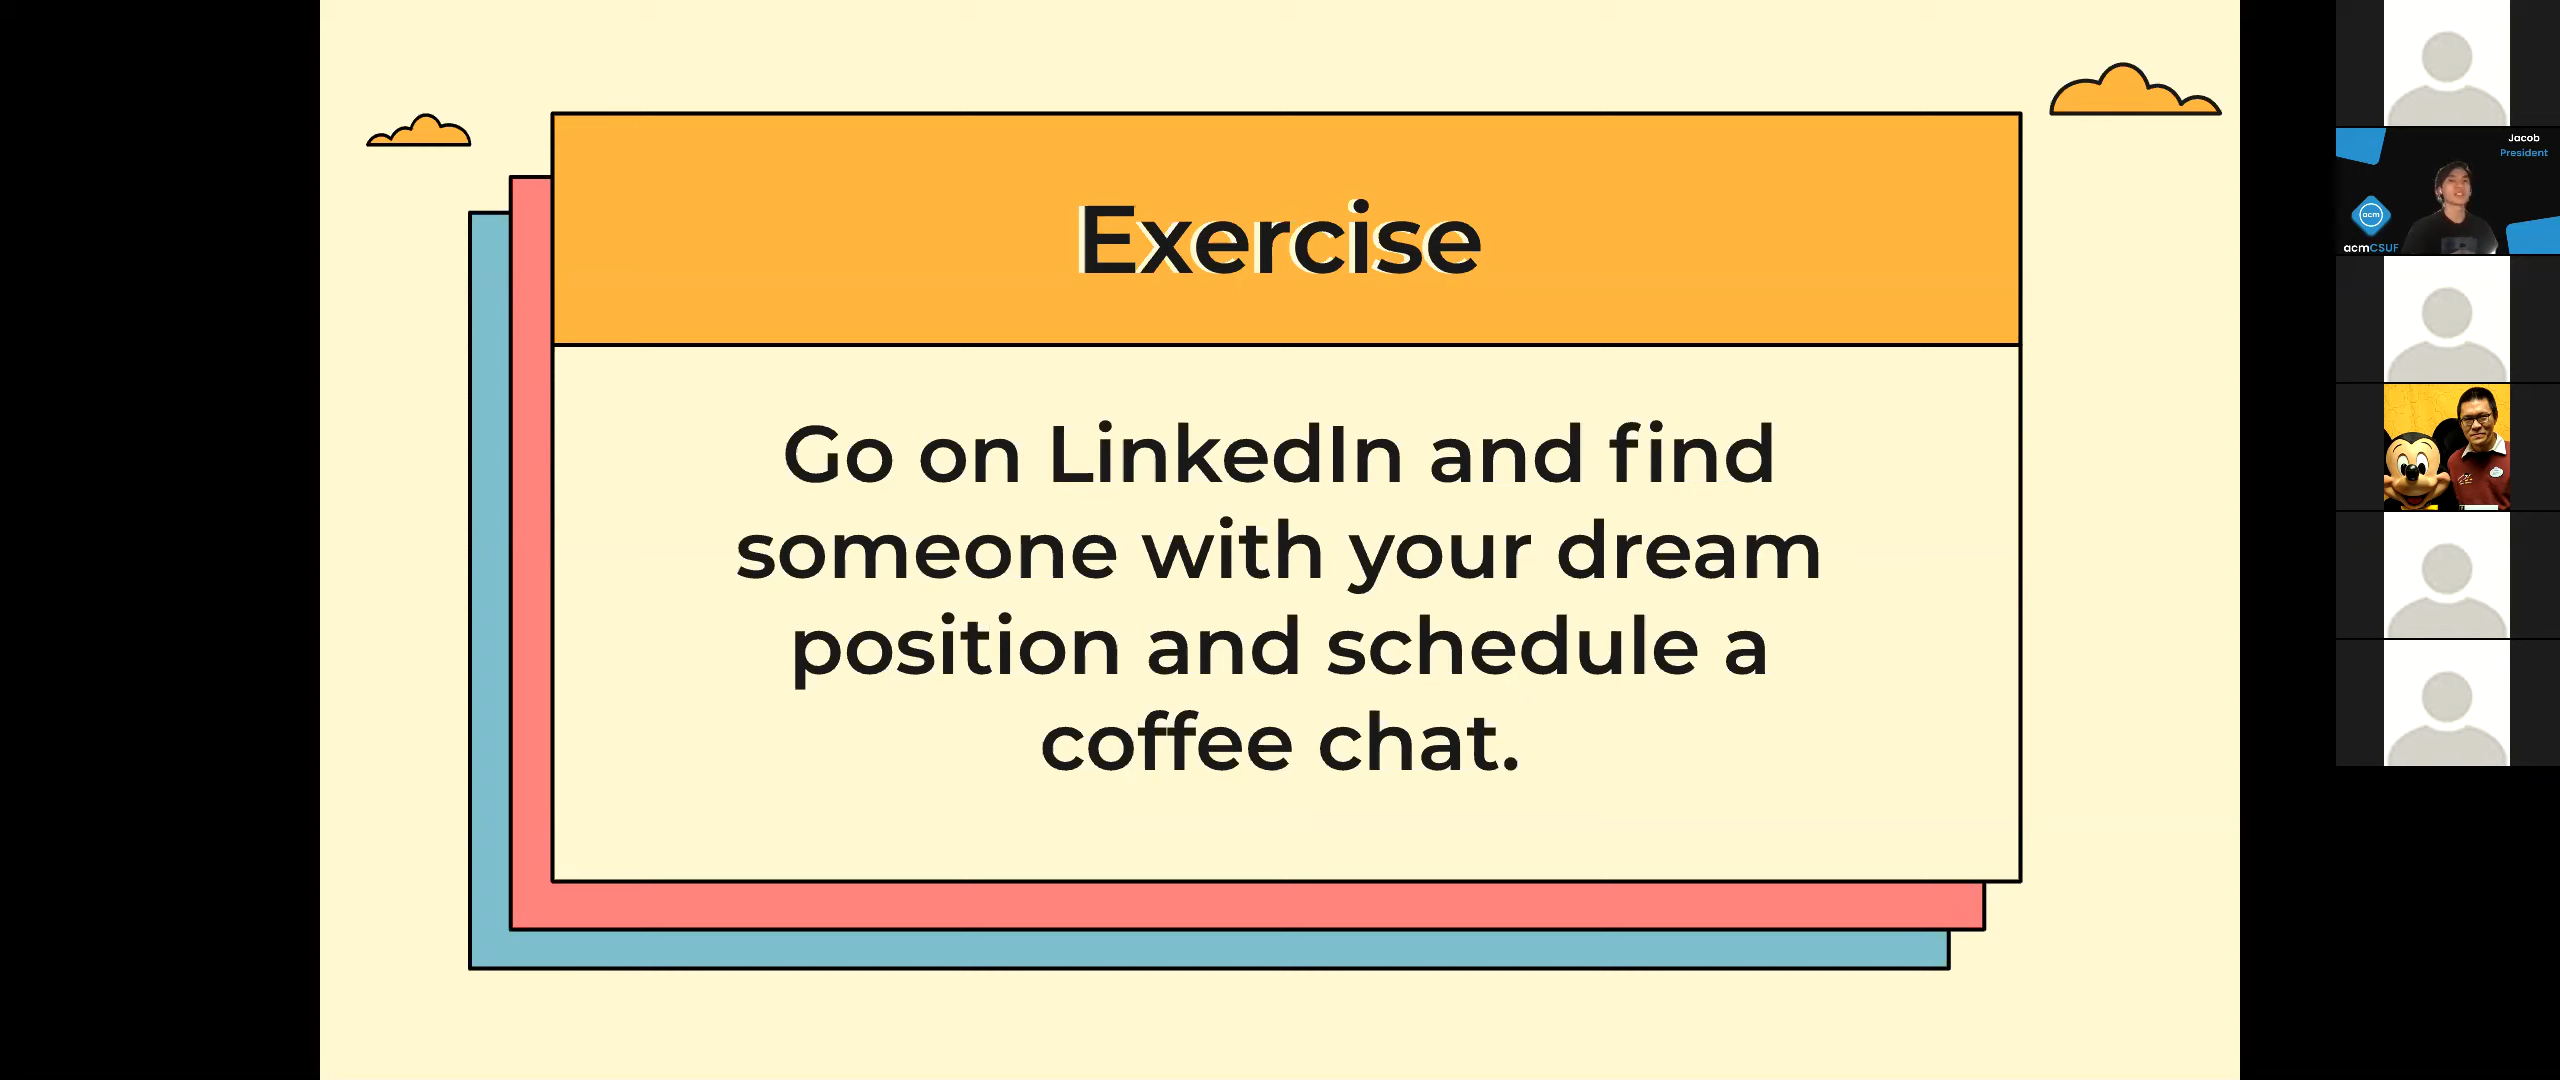 Exercise
Go on LinkedIn and find
someone with your dream
position and schedule a
coffee chat.
Jacob
President
acm
acmCSUF